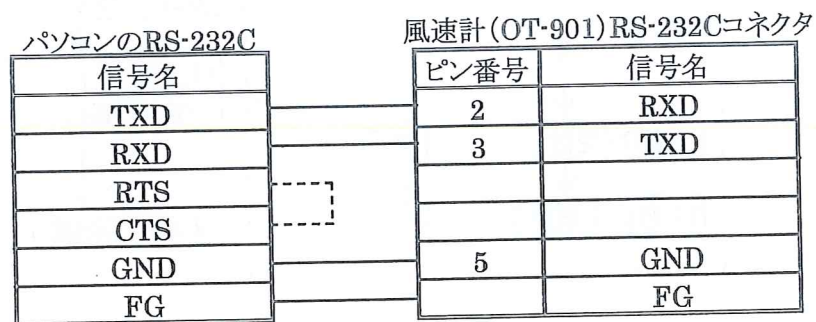 パソコンのRS-232C
信号名
TXD
RXD
RTS
CTS
GND
FG
風速計(OT-901)RS-232Cコネクタ
ピン番号 信号名
2 RXD
3 TXD
5 GND
FG